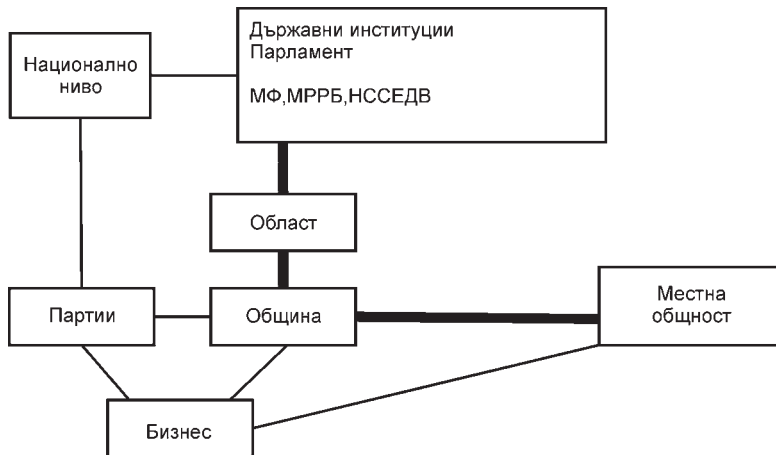 Държавни институции
Парламент
МФ,МРРБ,НССЕДВ
Национално
ниво
Област
Партии
Община
Местна
общност
Бизнес